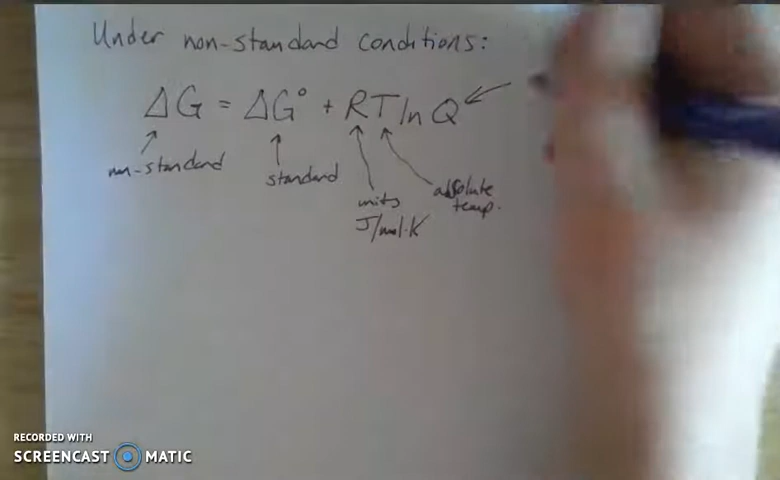 Under non-standard conditions:
ΔG = ΔG° + RT ln Q
non-standard
standard
units
J/mol·K
absolute
temp.
RECORDED WITH
SCREENCAST MATIC